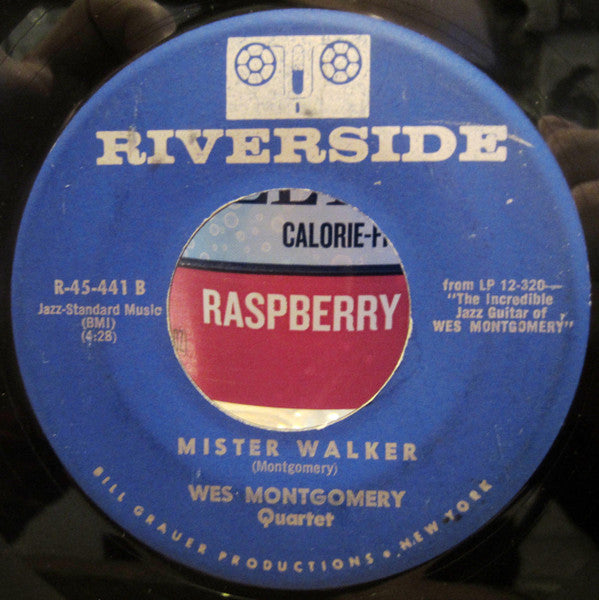 RIVERSIDE
CALORIE-F
RASPBERRY
R-45-441 B
Jazz-Standard Music
(BMI)
(4:28)
from LP 12-320—
"The Incredible
Jazz Guitar of
WES MONTGOMERY"
MISTER WALKER
(Montgomery)
WES MONTGOMERY
Quartet
BILL GRAUER PRODUCTIONS • NEW YORK